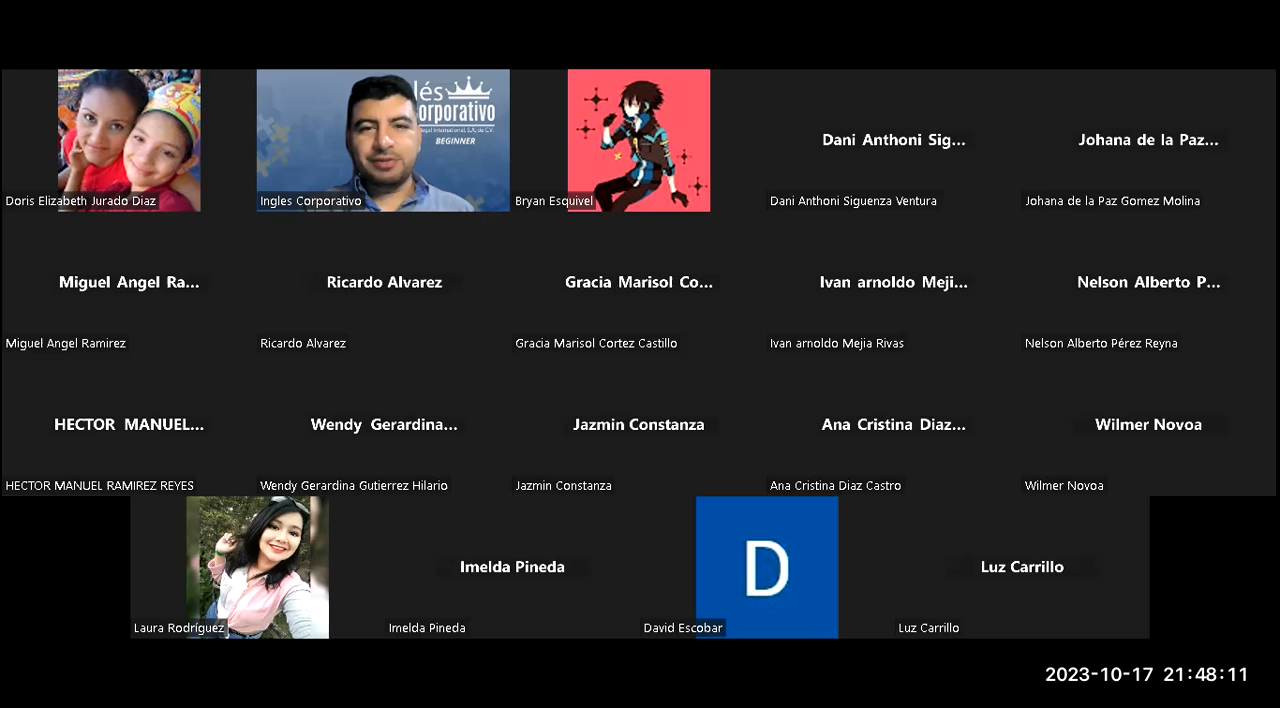 lés
orporativo
egal International, S.A. de C.V.
BEGINNER
Dani Anthoni Sig...
Johana de la Paz...
Doris Elizabeth Jurado Diaz
Ingles Corporativo
Bryan Esquivel
Dani Anthoni Siguenza Ventura
Johana de la Paz Gomez Molina
Miguel Angel Ra...
Ricardo Alvarez
Gracia Marisol Co...
Ivan arnoldo Meji...
Nelson Alberto P...
Miguel Angel Ramirez
Ricardo Alvarez
Gracia Marisol Cortez Castillo
Ivan arnoldo Mejia Rivas
Nelson Alberto Pérez Reyna
HECTOR MANUEL...
Wendy Gerardina...
Jazmin Constanza
Ana Cristina Diaz...
Wilmer Novoa
HECTOR MANUEL RAMIREZ REYES
Wendy Gerardina Gutierrez Hilario
Jazmin Constanza
Ana Cristina Diaz Castro
Wilmer Novoa
Imelda Pineda
D
Luz Carrillo
Laura Rodríguez
Imelda Pineda
David Escobar
Luz Carrillo
2023-10-17 21:48:11